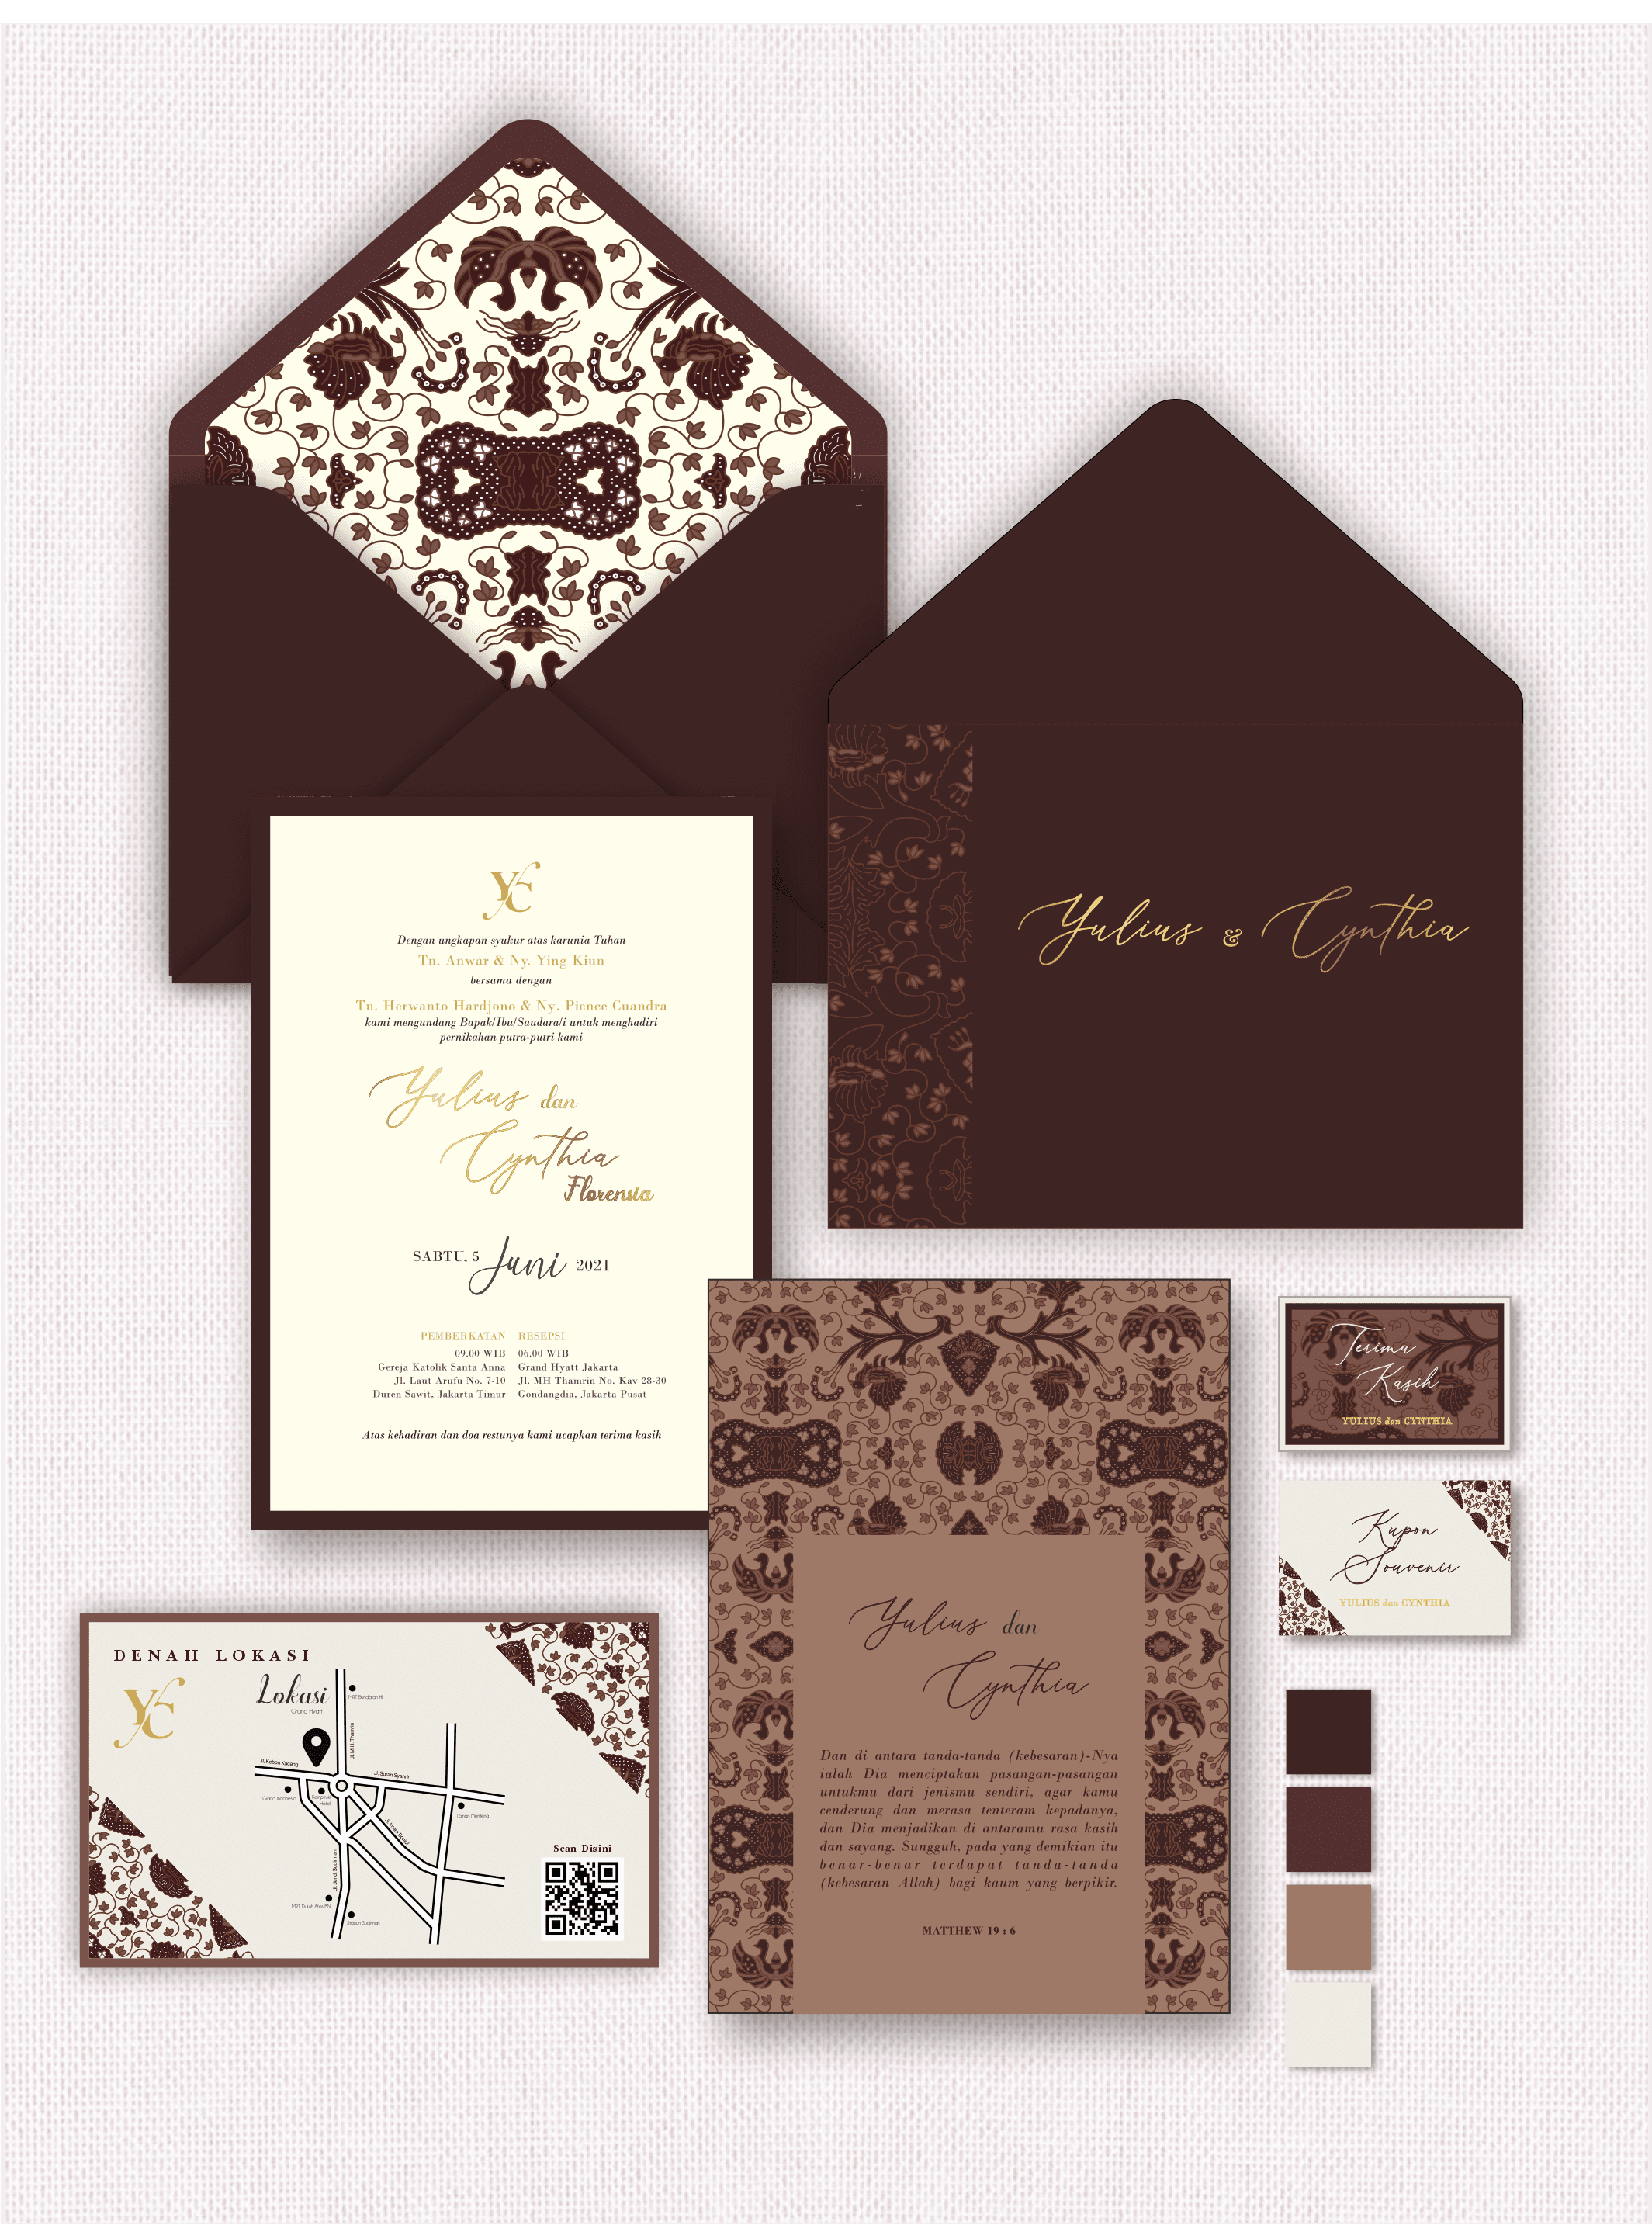 Yulius & Cynthia
YC
Dengan ungkapan syukur atas karunia Tuhan
Tn. Anwar & Ny. Ying Kiun
bersama dengan
Tn. Herwanto Hardjono & Ny. Pience Cuandra
kami mengundang Bapak/Ibu/Saudara/i untuk menghadiri
pernikahan putra-putri kami
Yulius dan
Cynthia
Florensia
SABTU, 5 Juni 2021
PEMBERKATAN
09.00 WIB
Gereja Katolik Santa Anna
Jl. Laut Arufu No. 7-10
Duren Sawit, Jakarta Timur
RESEPSI
06.00 WIB
Grand Hyatt Jakarta
Jl. MH Thamrin No. Kav 28-30
Gondangdia, Jakarta Pusat
Atas kehadiran dan doa restunya kami ucapkan terima kasih
Terima
Kasih
YULIUS dan CYNTHIA
Kupon
Souvenir
YULIUS dan CYNTHIA
Yulius dan
Cynthia
Dan di antara tanda-tanda (kebesaran)-Nya
ialah Dia menciptakan pasangan-pasangan
untukmu dari jenismu sendiri, agar kamu
cenderung dan merasa tenteram kepadanya,
dan Dia menjadikan di antaramu rasa kasih
dan sayang. Sungguh, pada yang demikian itu
benar-benar terdapat tanda-tanda
(kebesaran Allah) bagi kaum yang berpikir.
MATTHEW 19 : 6
DENAH LOKASI
YC
Lokasi
Grand Hyatt
MRT Bundaran HI
Jl. M.H. Thamrin
Jl. Kebon Kacang
Jl. Sutan Syahrir
Grand Indonesia
Kempinski
Hotel
Taman Menteng
Jl. Imam Bonjol
Jl. Jend. Sudirman
MRT Dukuh Atas BNI
Stasiun Sudirman
Scan Disini